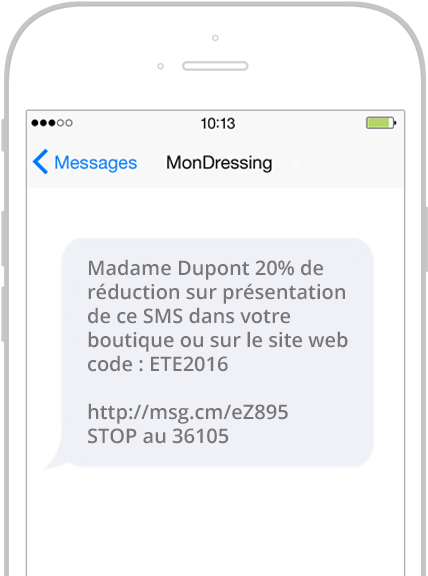 10:13
Messages MonDressing
Madame Dupont 20% de
réduction sur présentation
de ce SMS dans votre
boutique ou sur le site web
code : ETE2016
http://msg.cm/eZ895
STOP au 36105